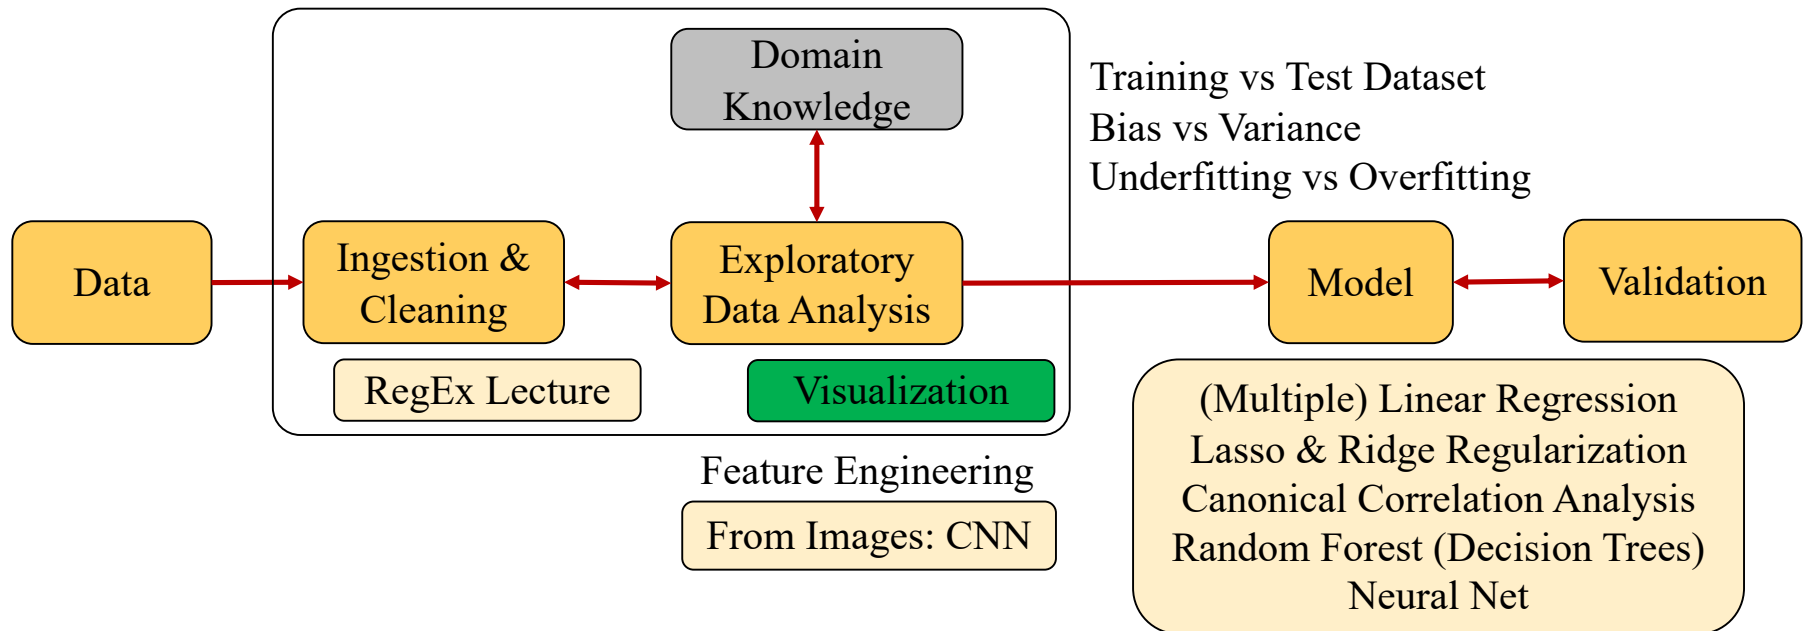 Domain
Knowledge
Training vs Test Dataset
Bias vs Variance
Underfitting vs Overfitting
Data
Ingestion &
Cleaning
Exploratory
Data Analysis
Model
Validation
RegEx Lecture
Visualization
Feature Engineering
From Images: CNN
(Multiple) Linear Regression
Lasso & Ridge Regularization
Canonical Correlation Analysis
Random Forest (Decision Trees)
Neural Net